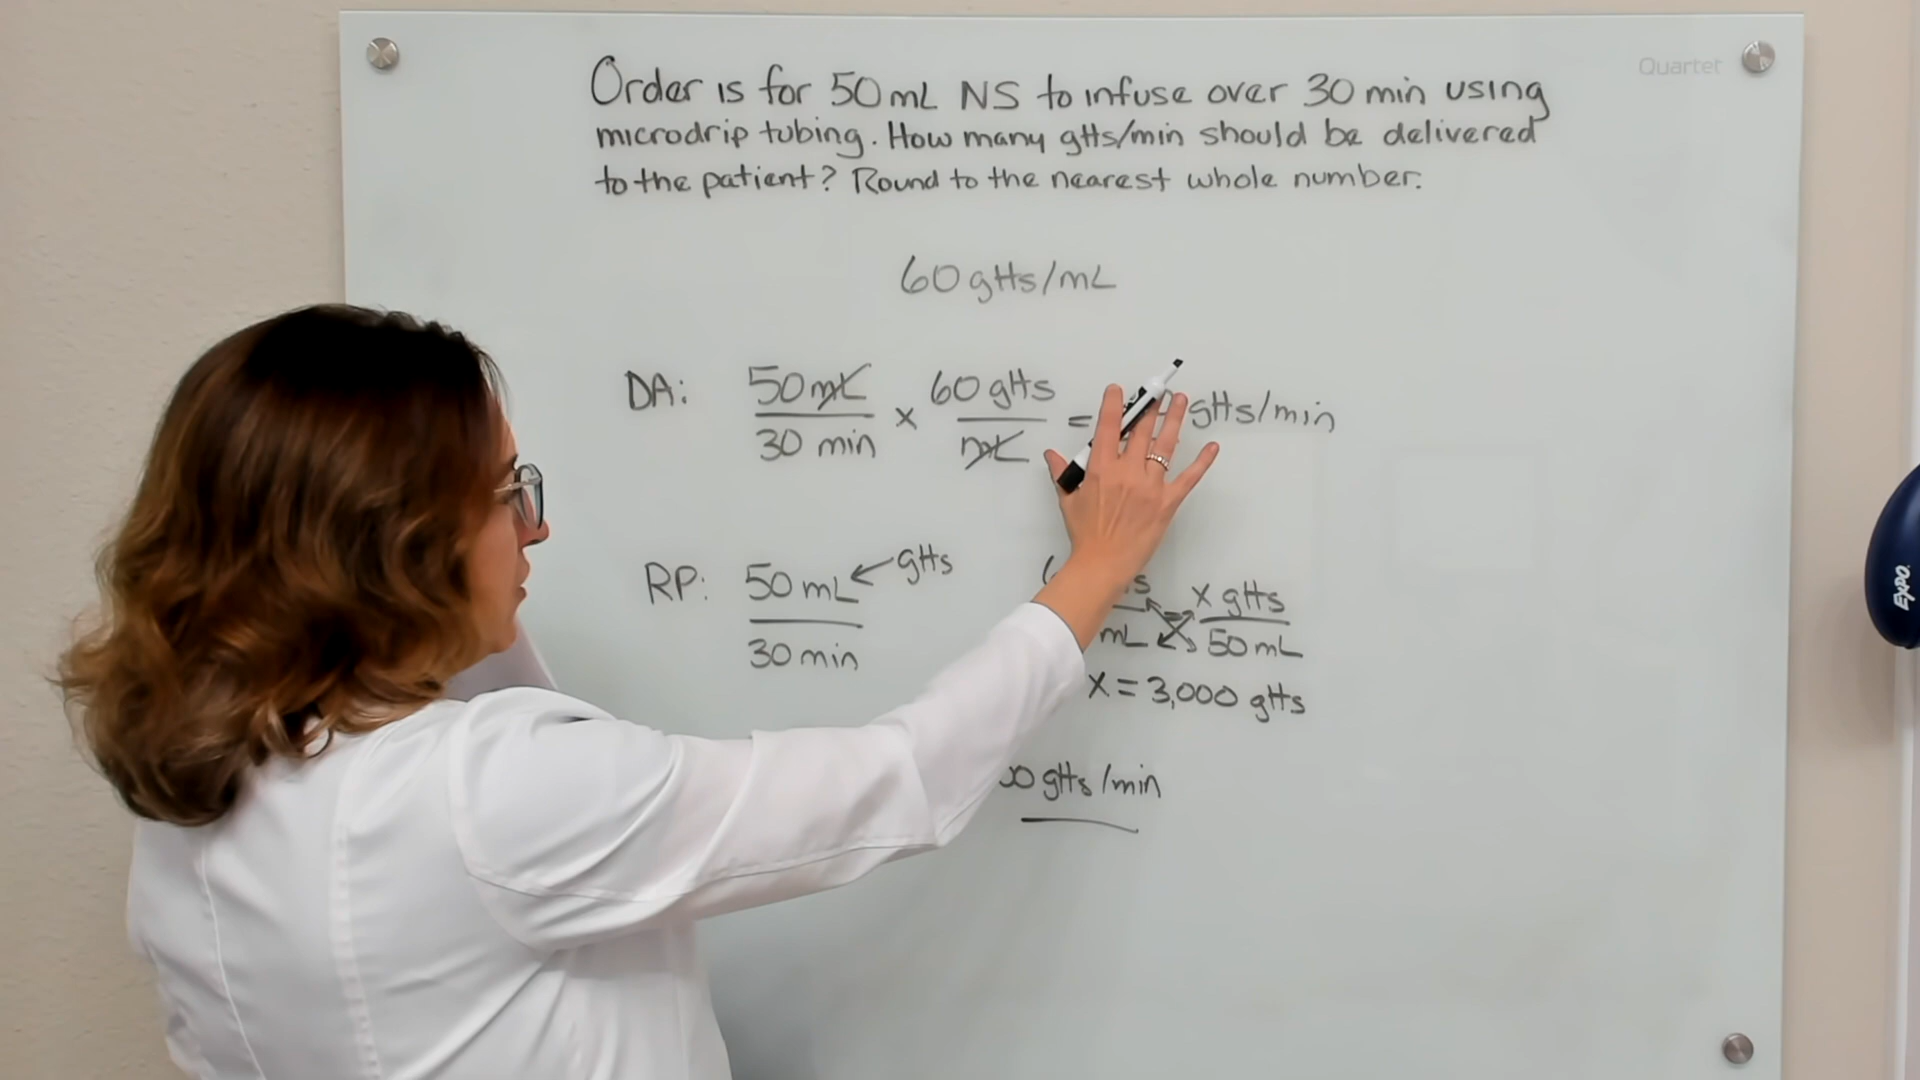 Quartet
Order is for 50 mL NS to infuse over 30 min using
microdrip tubing. How many gtts/min should be delivered
to the patient? Round to the nearest whole number.
60 gtts/mL
DA: 50 mL x 60 gtts = gtts/min
30 min mL
RP: 50 mL ← gtts
30 min
x gtts
mL 50 mL
x = 3,000 gtts
gtts/min
EXPO